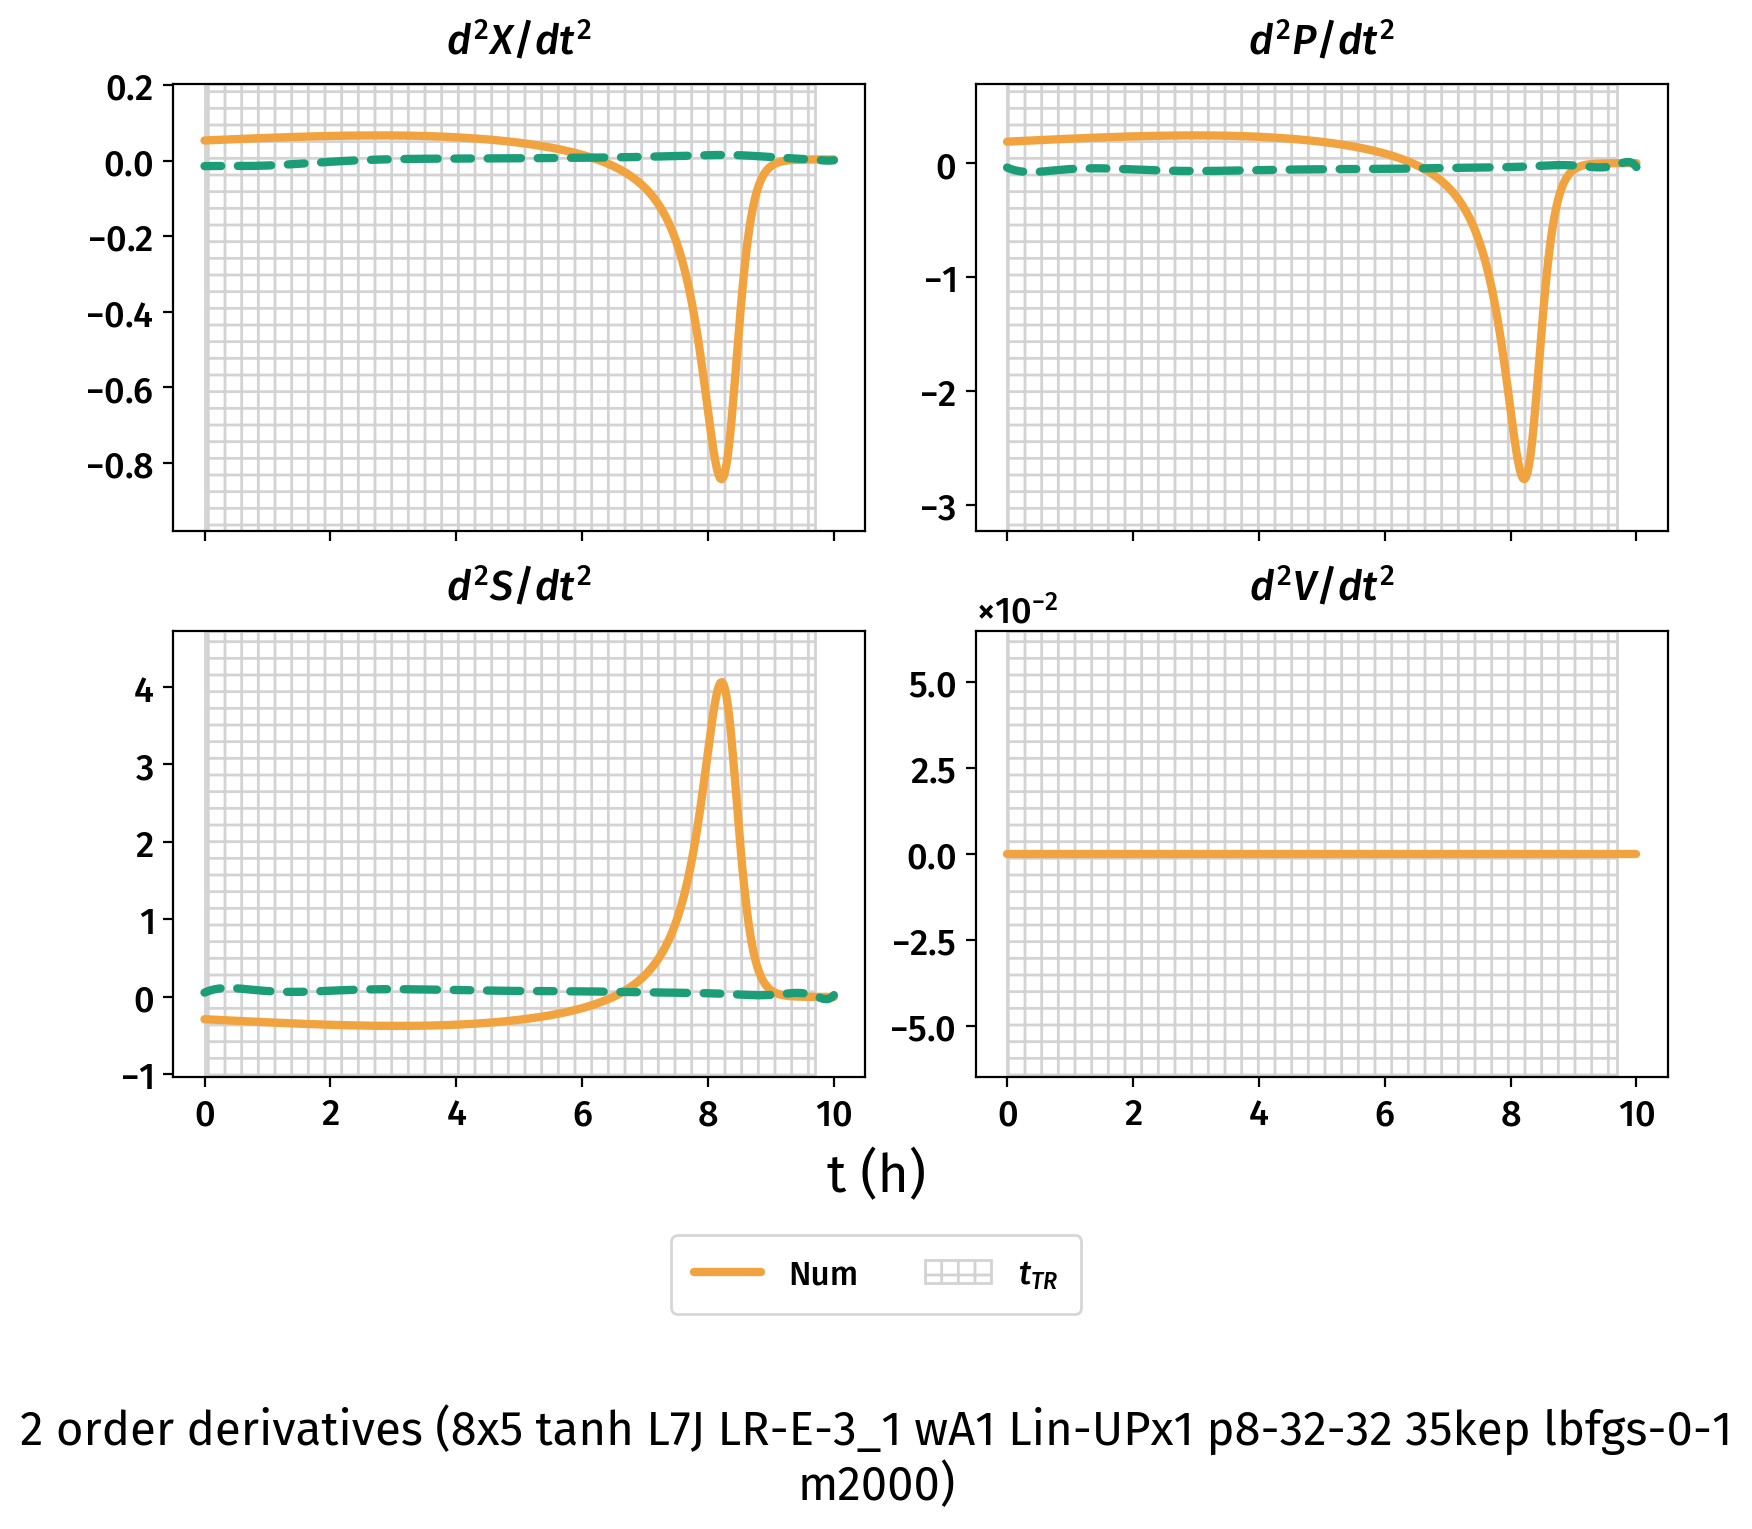 d²X/dt²
d²P/dt²
0.2
0.0
−0.2
−0.4
−0.6
−0.8
0
−1
−2
−3
d²S/dt²
d²V/dt²
×10⁻²
4
3
2
1
0
−1
5.0
2.5
0.0
−2.5
−5.0
0 2 4 6 8 10
0 2 4 6 8 10
t (h)
Num
t_TR
2 order derivatives (8x5 tanh L7J LR-E-3_1 wA1 Lin-UPx1 p8-32-32 35kep lbfgs-0-1
m2000)